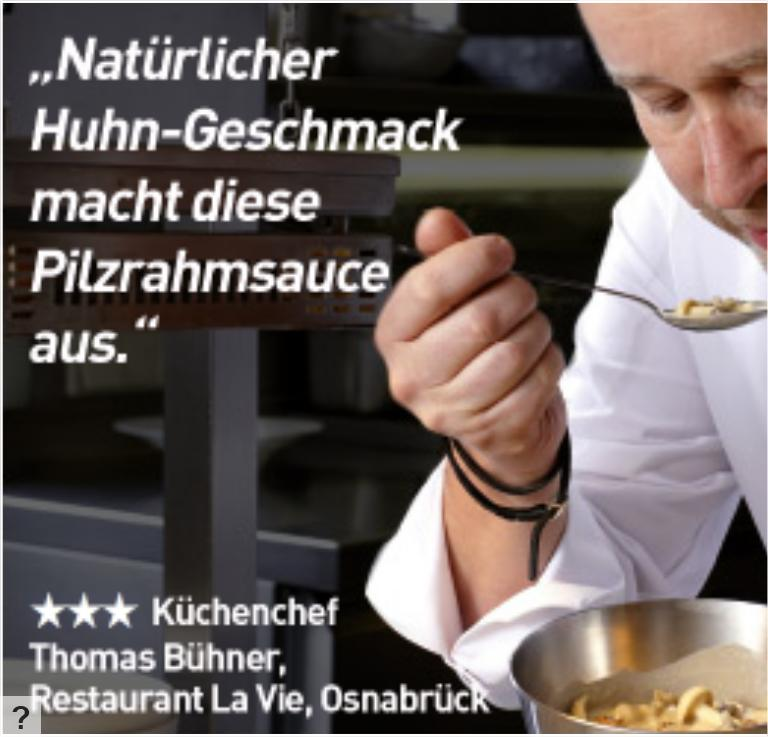 „Natürlicher
Huhn-Geschmack
macht diese
Pilzrahmsauce
aus.“
★★★ Küchenchef
Thomas Bühner,
Restaurant La Vie, Osnabrück
?